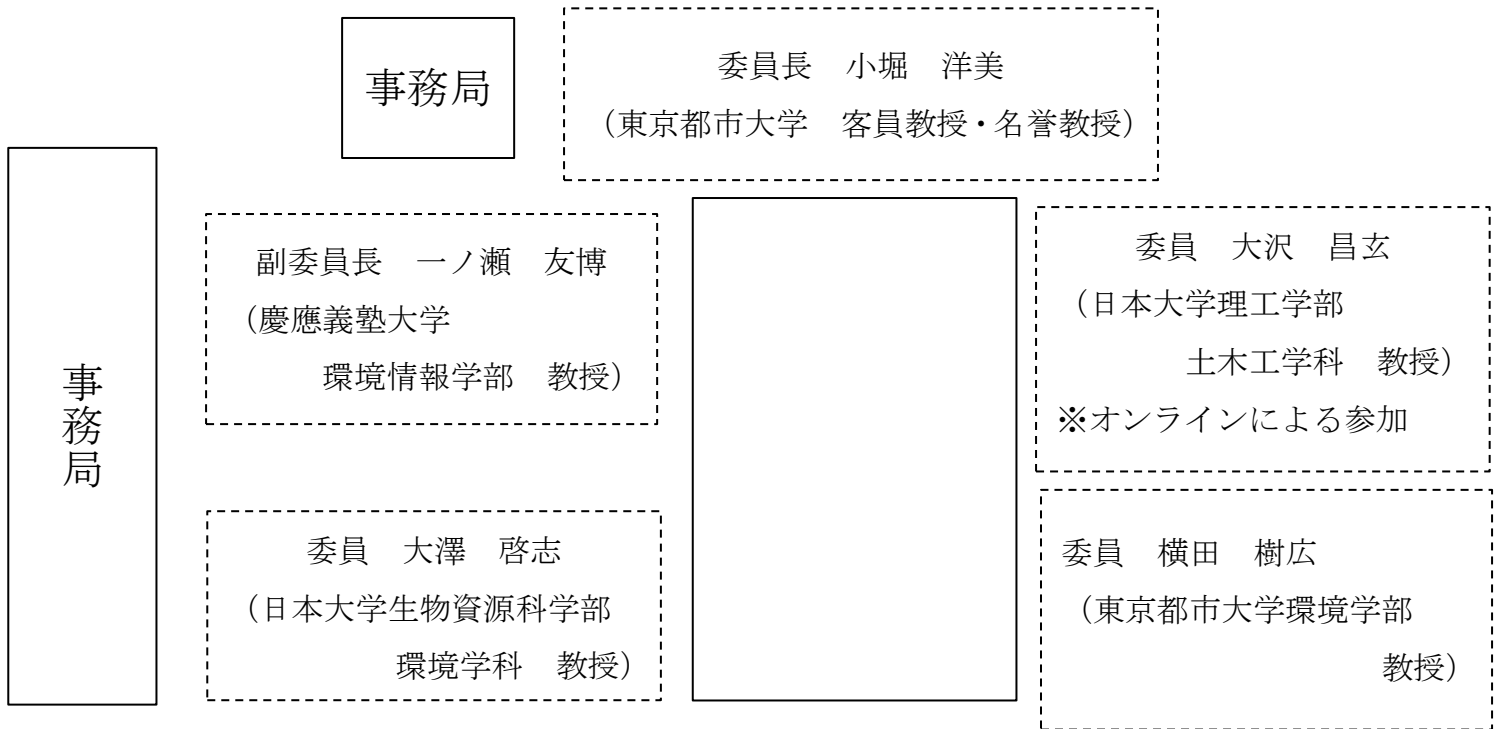 事務局
委員長　小堀　洋美
（東京都市大学　客員教授・名誉教授）
事務局
副委員長　一ノ瀬　友博
（慶應義塾大学
環境情報学部　教授）
委員　大沢　昌玄
（日本大学理工学部
土木工学科　教授）
※オンラインによる参加
委員　大澤　啓志
（日本大学生物資源科学部
環境学科　教授）
委員　横田　樹広
（東京都市大学環境学部
教授）